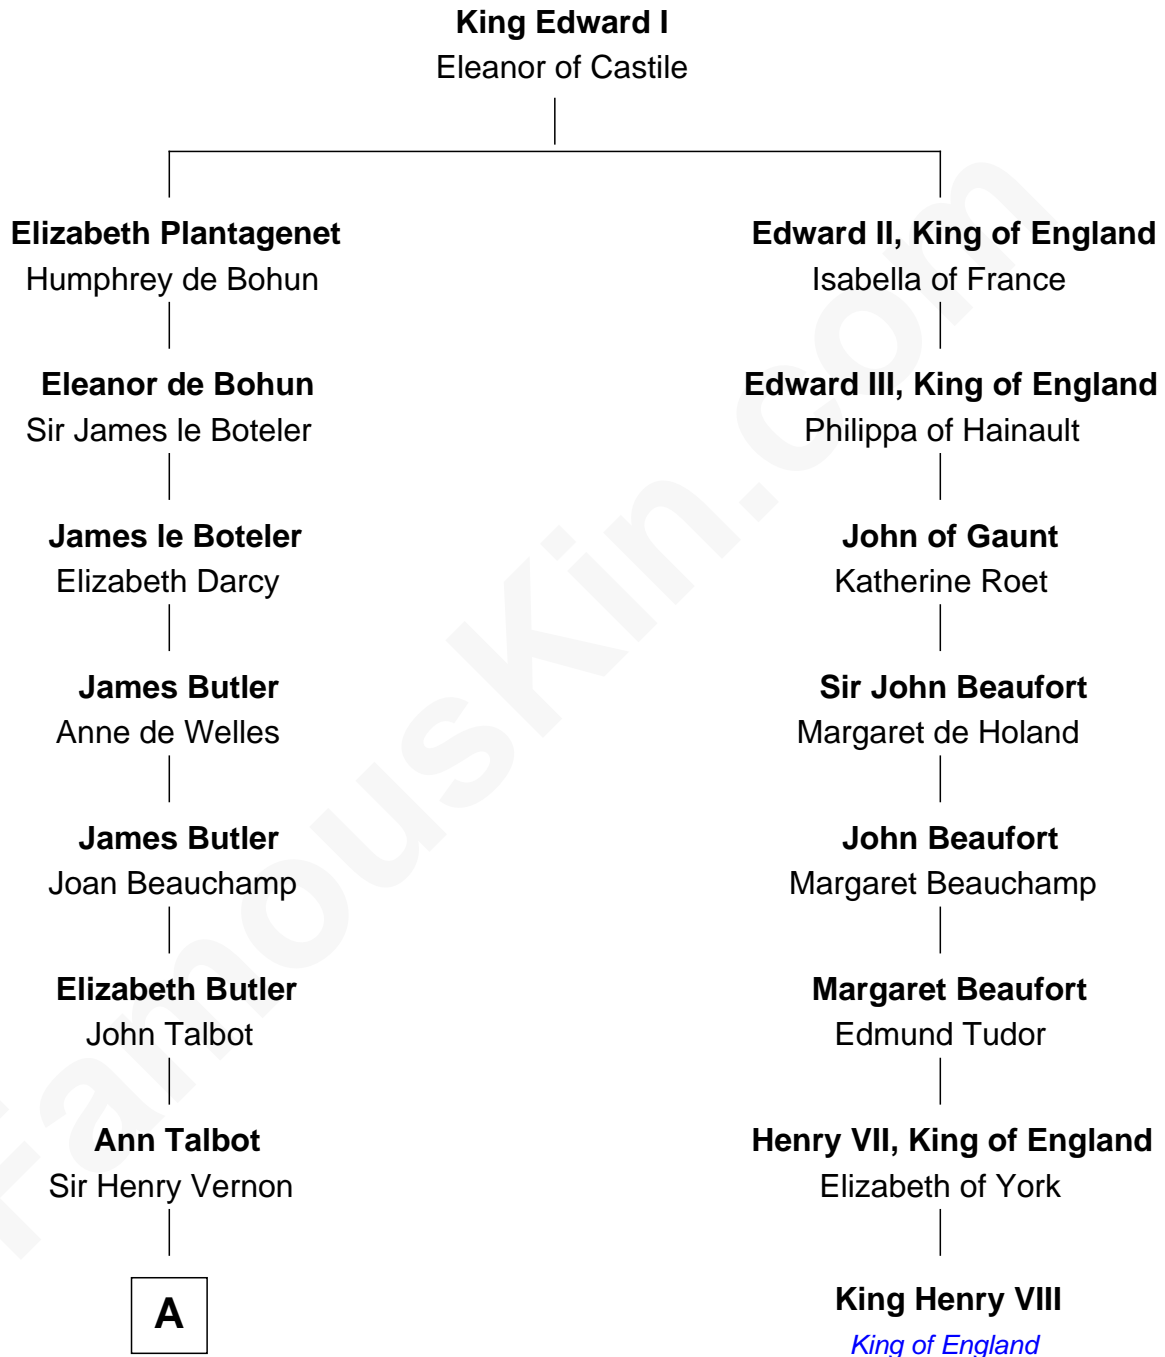 King Edward I
Eleanor of Castile
Elizabeth Plantagenet
Humphrey de Bohun
Edward II, King of England
Isabella of France
Eleanor de Bohun
Sir James le Boteler
Edward III, King of England
Philippa of Hainault
James le Boteler
Elizabeth Darcy
John of Gaunt
Katherine Roet
James Butler
Anne de Welles
Sir John Beaufort
Margaret de Holand
James Butler
Joan Beauchamp
John Beaufort
Margaret Beauchamp
Elizabeth Butler
John Talbot
Margaret Beaufort
Edmund Tudor
Ann Talbot
Sir Henry Vernon
Henry VII, King of England
Elizabeth of York
A
King Henry VIII
King of England
FamousKin.com